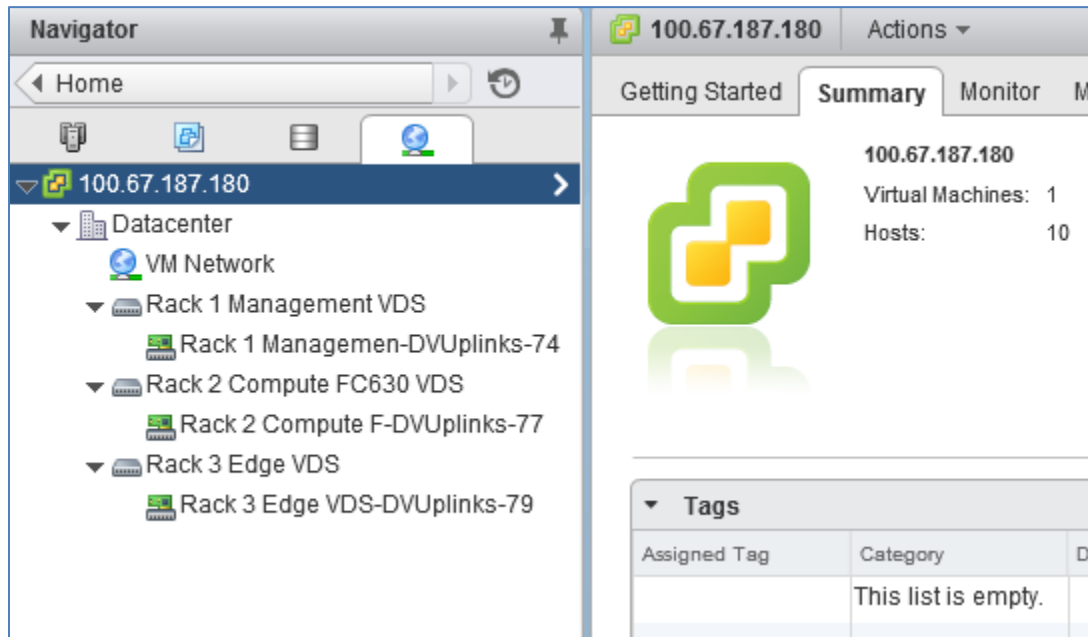 Navigator
Home
100.67.187.180
Datacenter
VM Network
Rack 1 Management VDS
Rack 1 Managemen-DVUplinks-74
Rack 2 Compute FC630 VDS
Rack 2 Compute F-DVUplinks-77
Rack 3 Edge VDS
Rack 3 Edge VDS-DVUplinks-79
100.67.187.180 Actions
Getting Started Summary Monitor M
100.67.187.180
Virtual Machines: 1
Hosts: 10
Tags
Assigned Tag Category D
This list is empty.